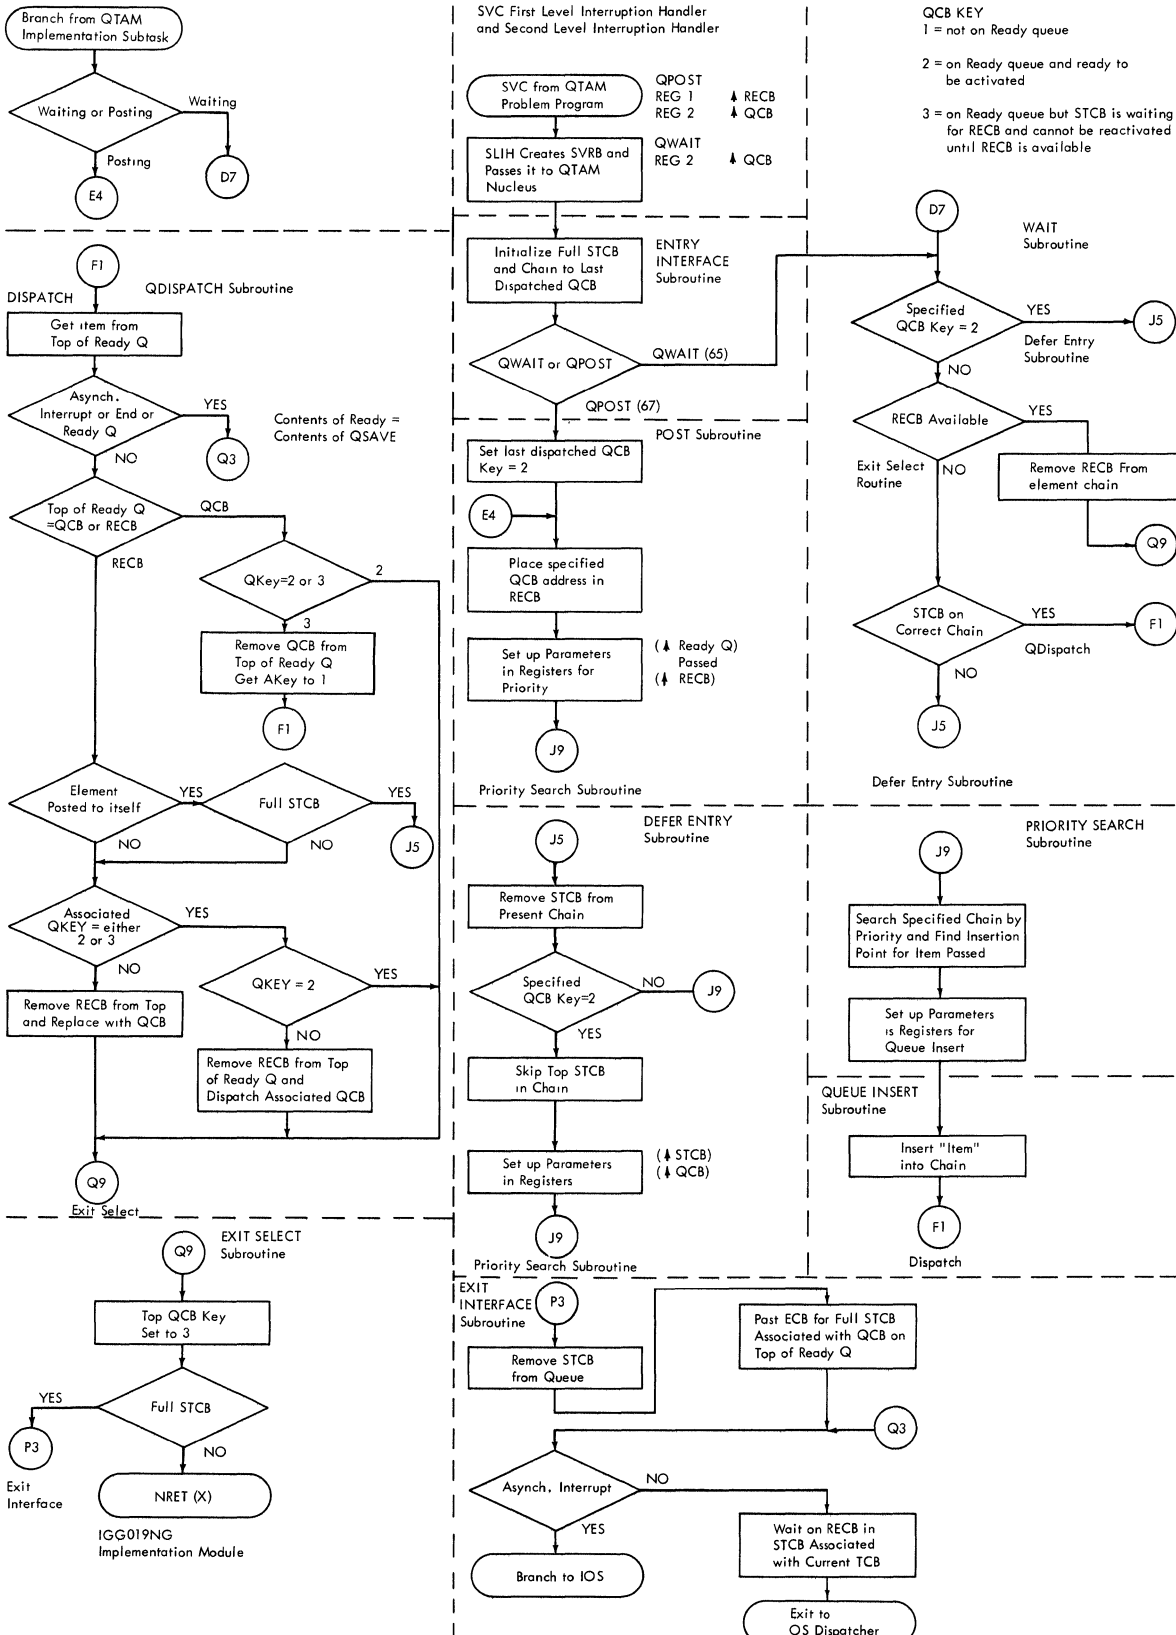 Branch from QTAM
Implementation Subtask
Waiting or Posting
Waiting
Posting
D7
E4
F1
DISPATCH
QDISPATCH Subroutine
Get item from
Top of Ready Q
Asynch.
Interrupt or End or
Ready Q
YES
NO
Q3
Contents of Ready =
Contents of QSAVE
Top of Ready Q
=QCB or RECB
QCB
RECB
QKey=2 or 3
2
3
Remove QCB from
Top of Ready Q
Get AKey to 1
F1
Element
Posted to itself
YES
NO
Full STCB
YES
NO
J5
Associated
QKEY = either
2 or 3
YES
NO
QKEY = 2
YES
NO
Remove RECB from Top
and Replace with QCB
Remove RECB from Top
of Ready Q and
Dispatch Associated QCB
Q9
Exit Select
Q9
EXIT SELECT
Subroutine
Top QCB Key
Set to 3
Full STCB
YES
NO
P3
Exit
Interface
NRET (X)
IGG019NG
Implementation Module
SVC First Level Interruption Handler
and Second Level Interruption Handler
SVC from QTAM
Problem Program
QPOST
REG 1 RECB
REG 2 QCB
SLIH Creates SVRB and
Passes it to QTAM
Nucleus
QWAIT
REG 2 QCB
Initialize Full STCB
and Chain to Last
Dispatched QCB
ENTRY
INTERFACE
Subroutine
QWAIT or QPOST
QWAIT (65)
QPOST (67)
POST Subroutine
Set last dispatched QCB
Key = 2
E4
Place specified
QCB address in
RECB
Set up Parameters
in Registers for
Priority
( Ready Q)
Passed
( RECB)
J9
Priority Search Subroutine
J5
DEFER ENTRY
Subroutine
Remove STCB from
Present Chain
Specified
QCB Key=2
NO
J9
YES
Skip Top STCB
in Chain
Set up Parameters
in Registers
( STCB)
( QCB)
J9
Priority Search Subroutine
EXIT
INTERFACE
Subroutine
P3
Remove STCB
from Queue
Past ECB for Full STCB
Associated with QCB on
Top of Ready Q
Q3
Asynch, Interrupt
NO
YES
Branch to IOS
Wait on RECB in
STCB Associated
with Current TCB
Exit to
OS Dispatcher
QCB KEY
1 = not on Ready queue
2 = on Ready queue and ready to
be activated
3 = on Ready queue but STCB is waiting
for RECB and cannot be reactivated
until RECB is available
D7
WAIT
Subroutine
Specified
QCB Key = 2
YES
J5
Defer Entry
Subroutine
NO
RECB Available
YES
Exit Select
Routine
NO
Remove RECB From
element chain
Q9
STCB on
Correct Chain
YES
F1
QDispatch
NO
J5
Defer Entry Subroutine
J9
PRIORITY SEARCH
Subroutine
Search Specified Chain by
Priority and Find Insertion
Point for Item Passed
Set up Parameters
is Registers for
Queue Insert
QUEUE INSERT
Subroutine
Insert "Item"
into Chain
F1
Dispatch